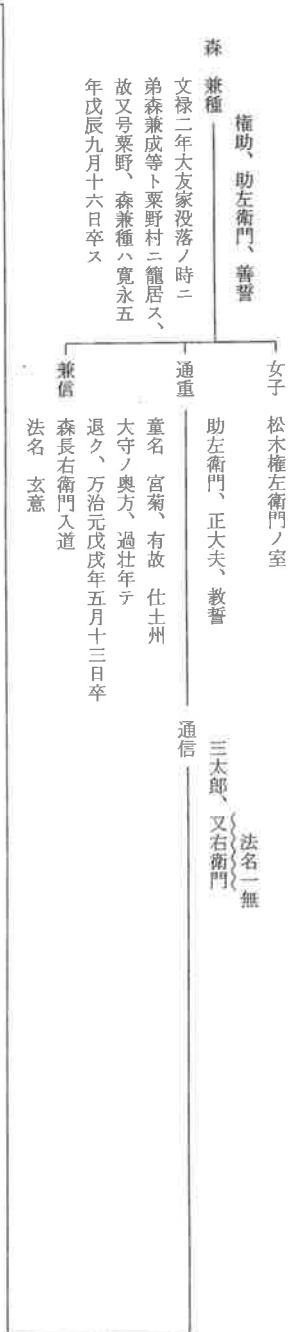 権助、助左衛門、善誓
森　兼種
文禄二年大友家没落ノ時ニ
弟森兼成等ト粟野村ニ籠居ス、
故又号粟野、森兼種ハ寛永五
年戊辰九月十六日卒ス
女子　松木権左衛門ノ室
助左衛門、正大夫、教誓
通重
童名　宮菊、有故　仕土州
大守ノ奥方、過壮年テ
退ク、万治元戊戌年五月十三日卒
兼信
森長右衛門入道
法名　玄意
法名一無
三太郎、又右衛門
通信